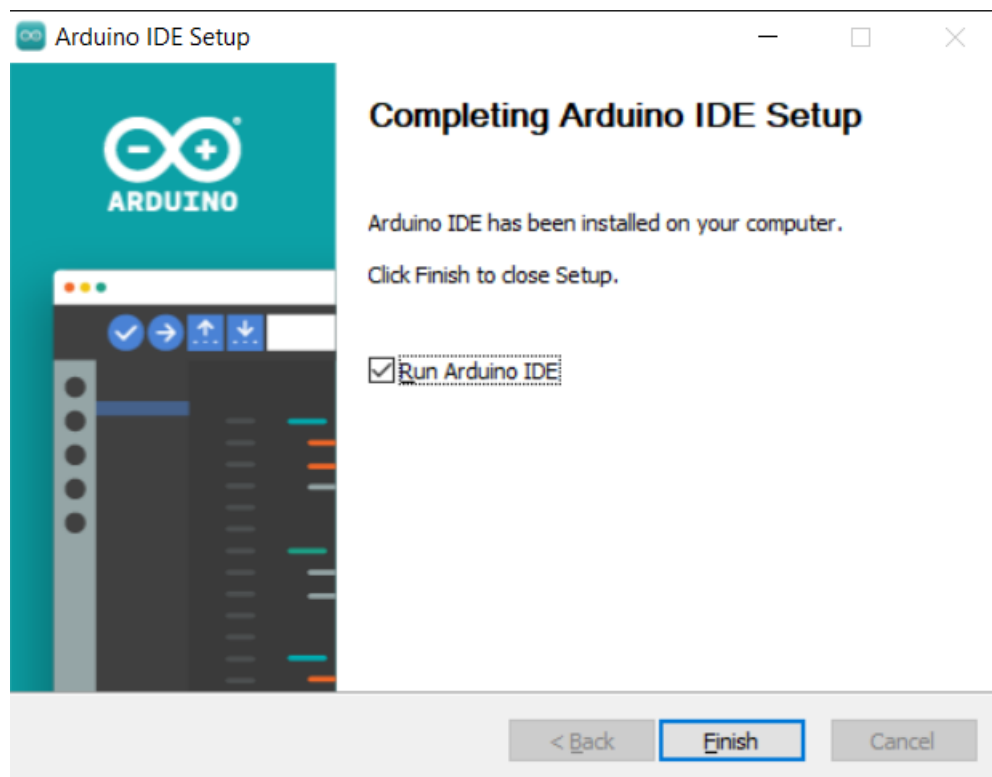 Arduino IDE Setup
ARDUINO
Completing Arduino IDE Setup
Arduino IDE has been installed on your computer.
Click Finish to close Setup.
Run Arduino IDE
< Back
Finish
Cancel